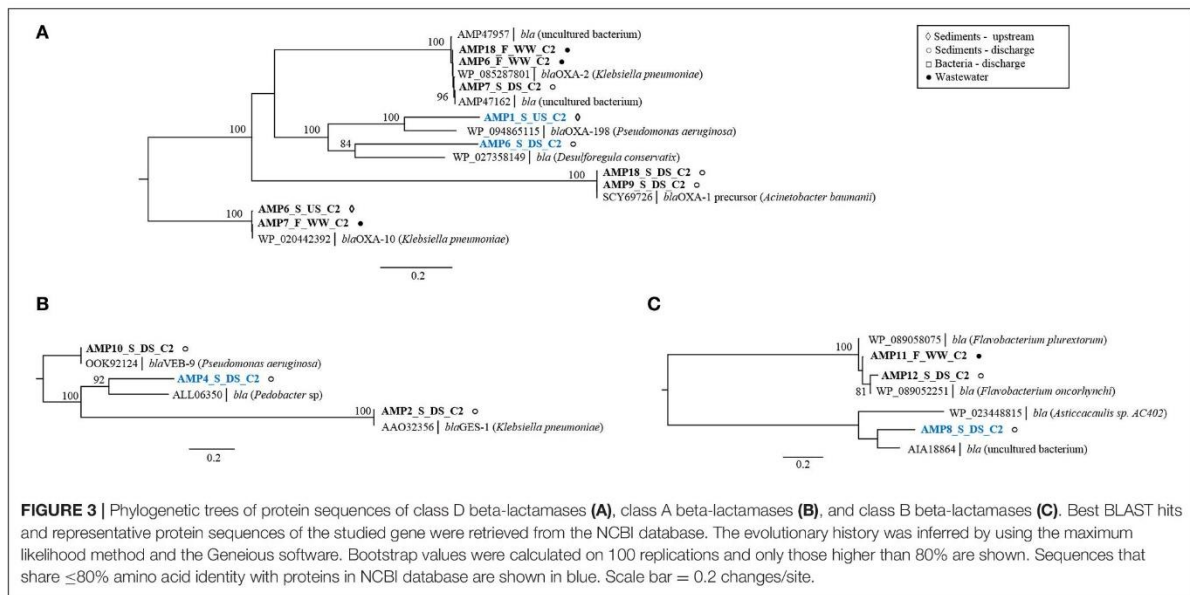 A
AMP47957 | bla (uncultured bacterium)
100
AMP18_F_WW_C2 ●
AMP6_F_WW_C2 ●
WP_085287801 | blaOXA-2 (Klebsiella pneumoniae)
AMP7_S_DS_C2 ○
96
AMP47162 | bla (uncultured bacterium)
100
AMP1_S_US_C2 ◊
100
WP_094865115 | blaOXA-198 (Pseudomonas aeruginosa)
100
84
AMP6_S_DS_C2 ○
WP_027358149 | bla (Desulforegula conservatix)
100
AMP18_S_DS_C2 ○
AMP9_S_DS_C2 ○
SCY69726 | blaOXA-1 precursor (Acinetobacter baumanii)
100
AMP6_S_US_C2 ◊
AMP7_F_WW_C2 ●
WP_020442392 | blaOXA-10 (Klebsiella pneumoniae)
0.2
◊ Sediments - upstream
○ Sediments - discharge
□ Bacteria - discharge
● Wastewater
B
100
AMP10_S_DS_C2 ○
OOK92124 | blaVEB-9 (Pseudomonas aeruginosa)
92
AMP4_S_DS_C2 ○
100
ALL06350 | bla (Pedobacter sp)
100
AMP2_S_DS_C2 ○
AAO32356 | blaGES-1 (Klebsiella pneumoniae)
0.2
C
WP_089058075 | bla (Flavobacterium plurextorum)
100
AMP11_F_WW_C2 ●
AMP12_S_DS_C2 ○
81
WP_089052251 | bla (Flavobacterium oncorhynchi)
WP_023448815 | bla (Asticcacaulis sp. AC402)
AMP8_S_DS_C2 ○
AIA18864 | bla (uncultured bacterium)
0.2
FIGURE 3 | Phylogenetic trees of protein sequences of class D beta-lactamases (A), class A beta-lactamases (B), and class B beta-lactamases (C). Best BLAST hits
and representative protein sequences of the studied gene were retrieved from the NCBI database. The evolutionary history was inferred by using the maximum
likelihood method and the Geneious software. Bootstrap values were calculated on 100 replications and only those higher than 80% are shown. Sequences that
share ≤80% amino acid identity with proteins in NCBI database are shown in blue. Scale bar = 0.2 changes/site.